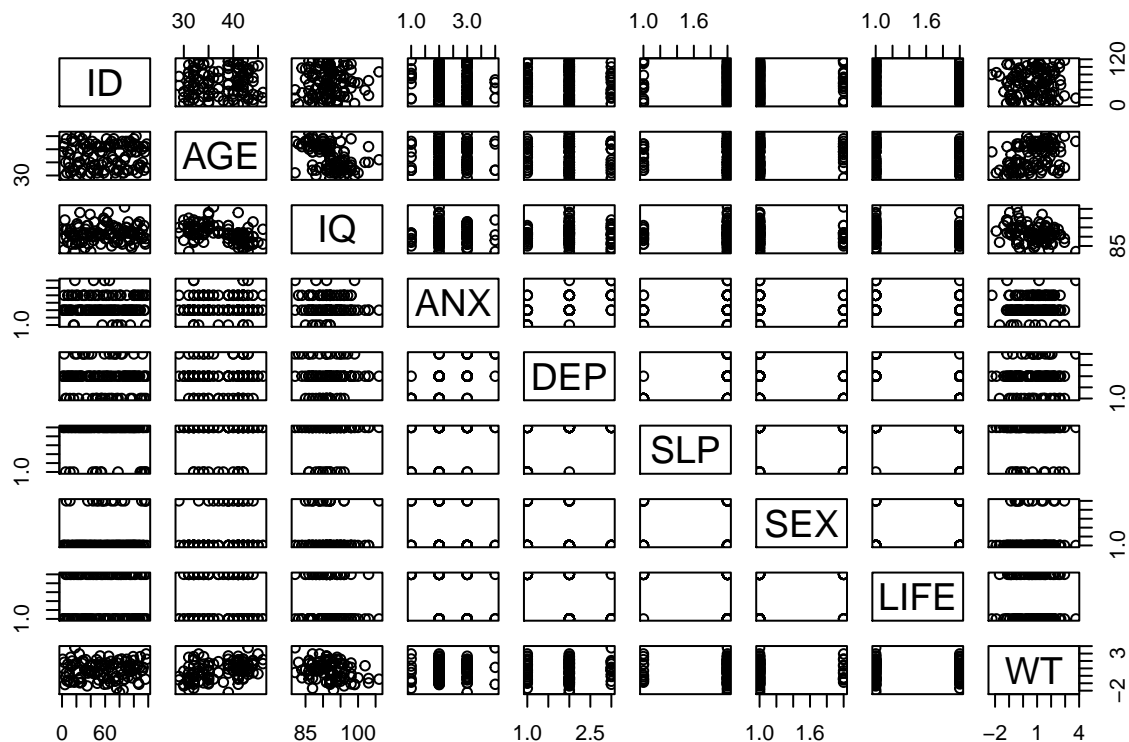 30 40 1.0 3.0 1.0 1.6 1.0 1.6
ID 0 120
30 AGE
IQ 85
1.0 ANX
DEP 1.0
1.0 SLP
SEX 1.0
1.0 LIFE
WT −2 3
0 60 85 100 1.0 2.5 1.0 1.6 −2 1 4